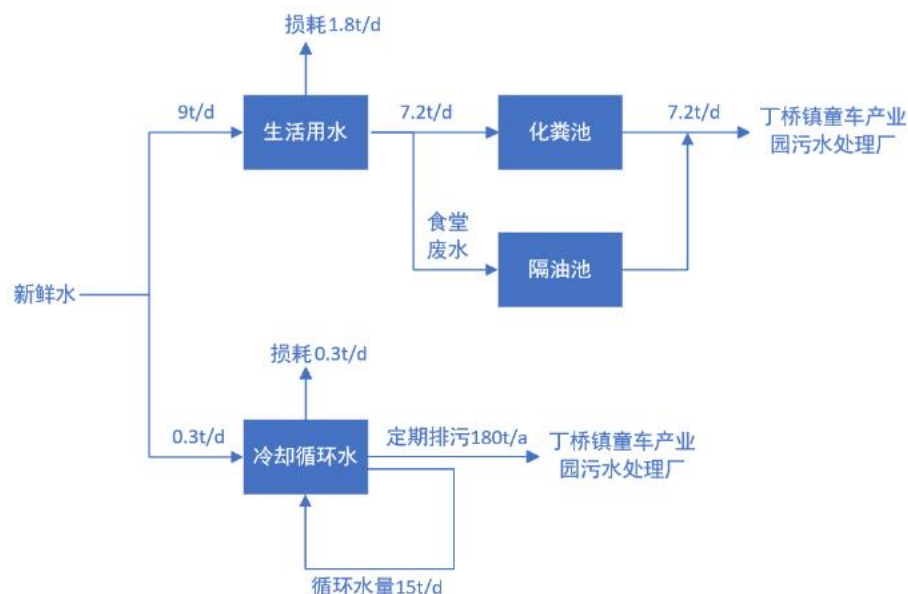 损耗1.8t/d
9t/d
生活用水
7.2t/d
化粪池
7.2t/d
丁桥镇童车产业
园污水处理厂
食堂
废水
隔油池
新鲜水
损耗0.3t/d
0.3t/d
冷却循环水
定期排污180t/a
丁桥镇童车产业
园污水处理厂
循环水量15t/d